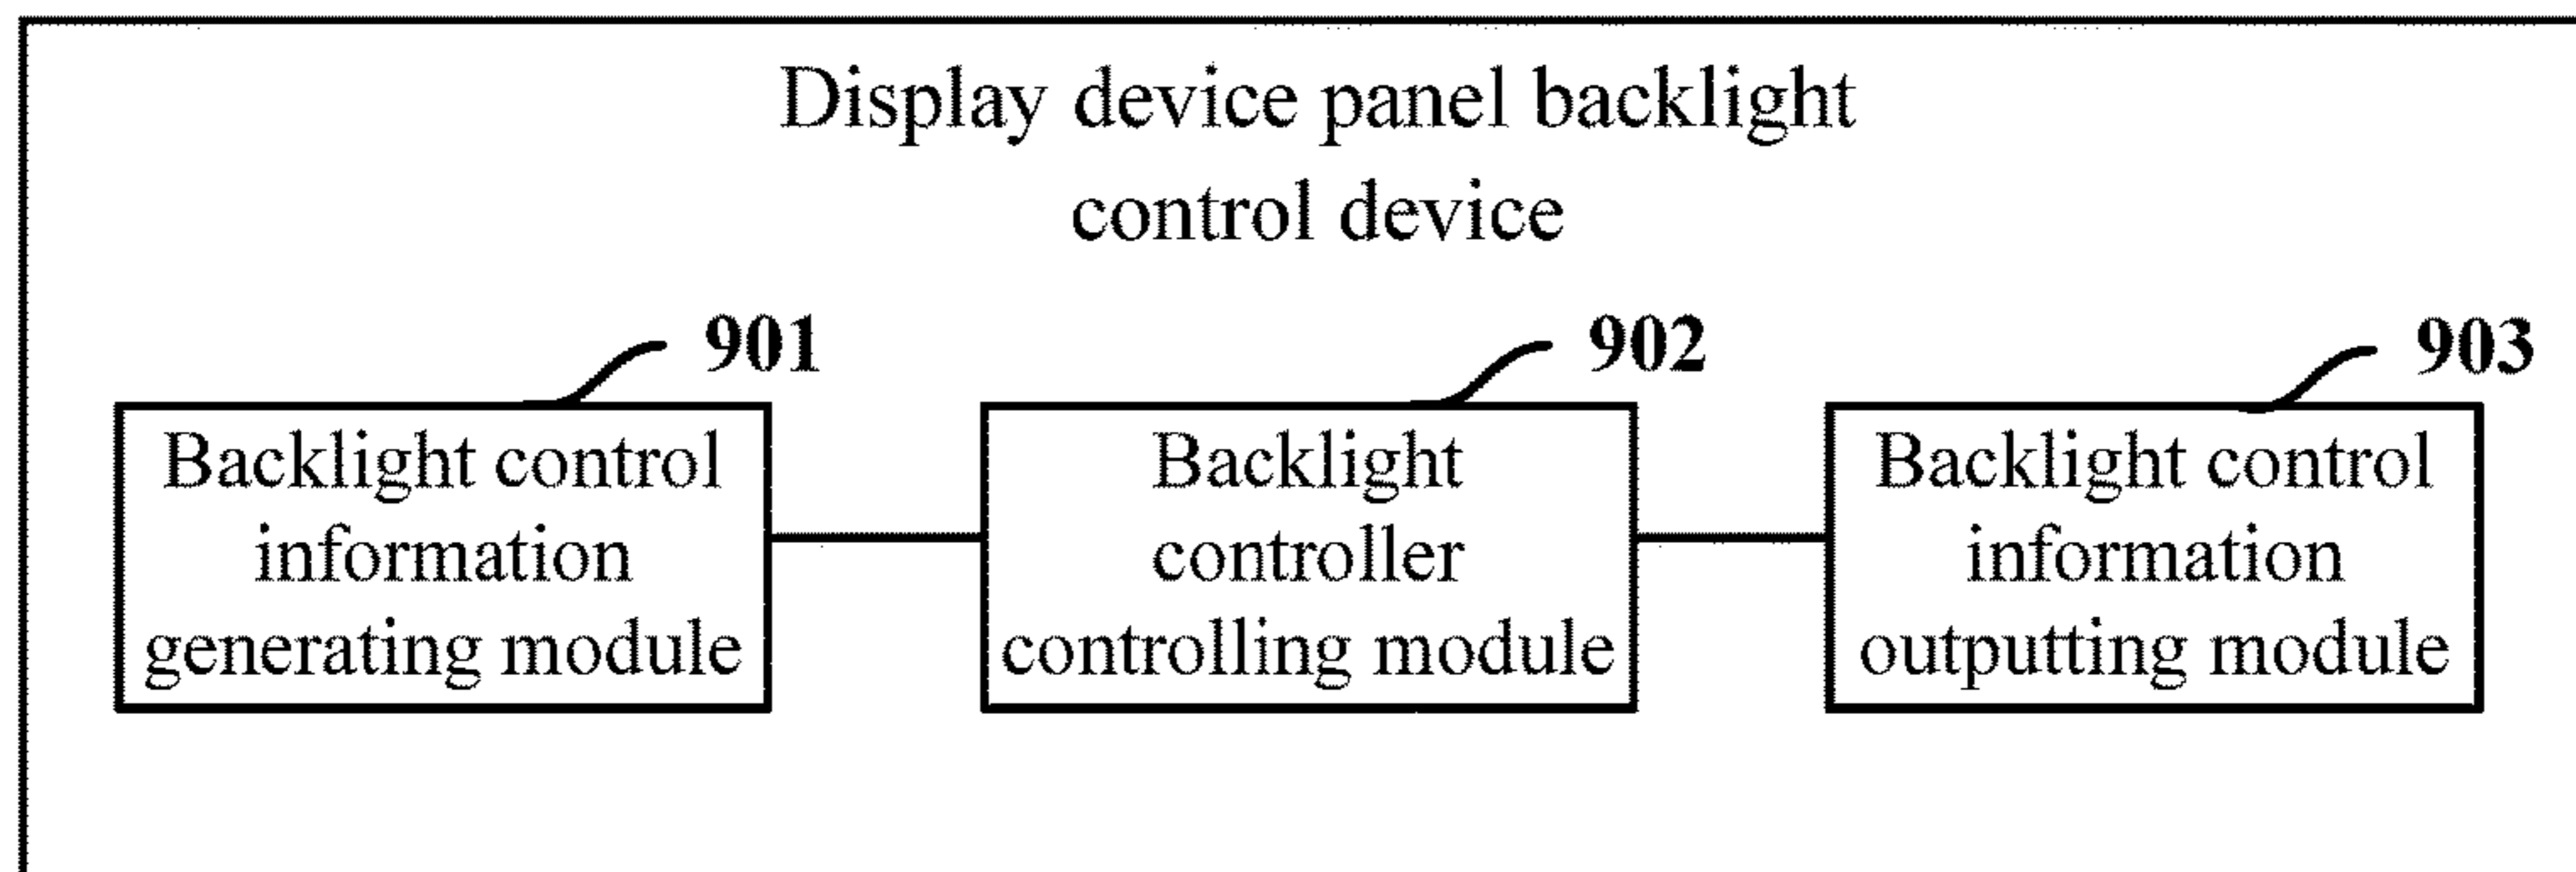 Display device panel backlight
control device
901
902
903
Backlight control
information
generating module
Backlight
controller
controlling module
Backlight control
information
outputting module